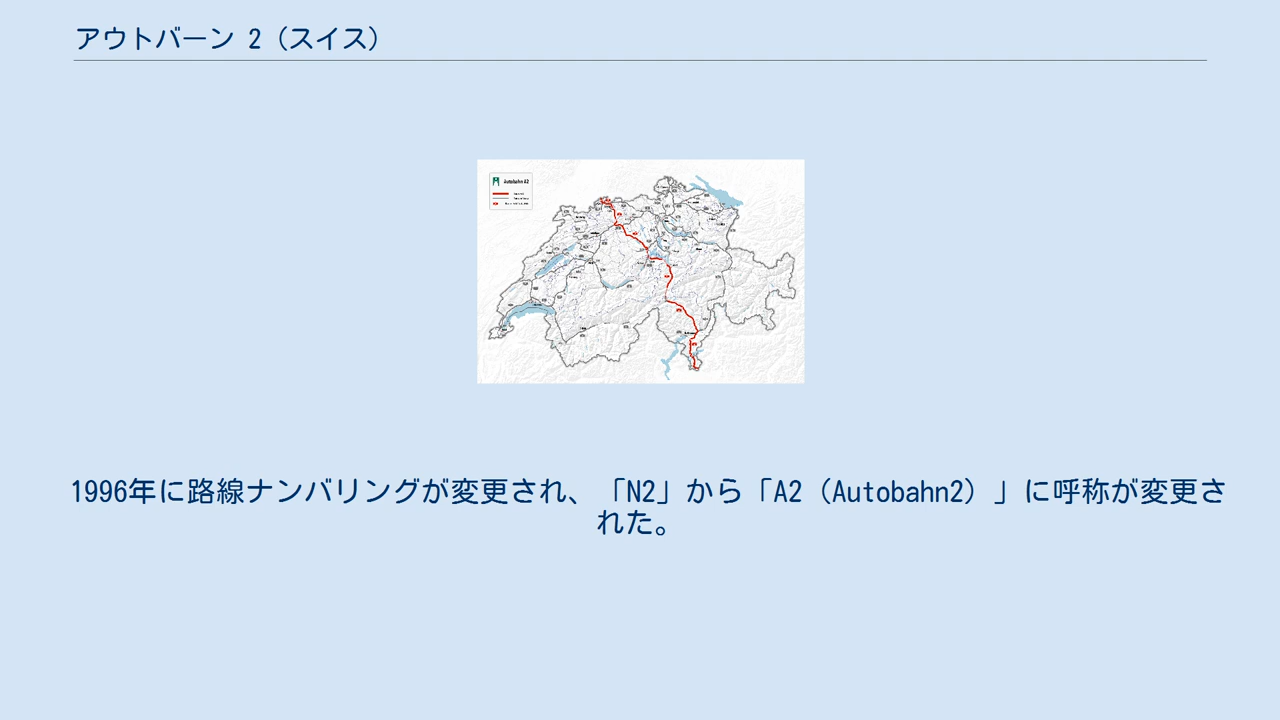 アウトバーン 2（スイス）
Autobahn A2
1996年に路線ナンバリングが変更され、「N2」から「A2（Autobahn2）」に呼称が変更さ
れた。